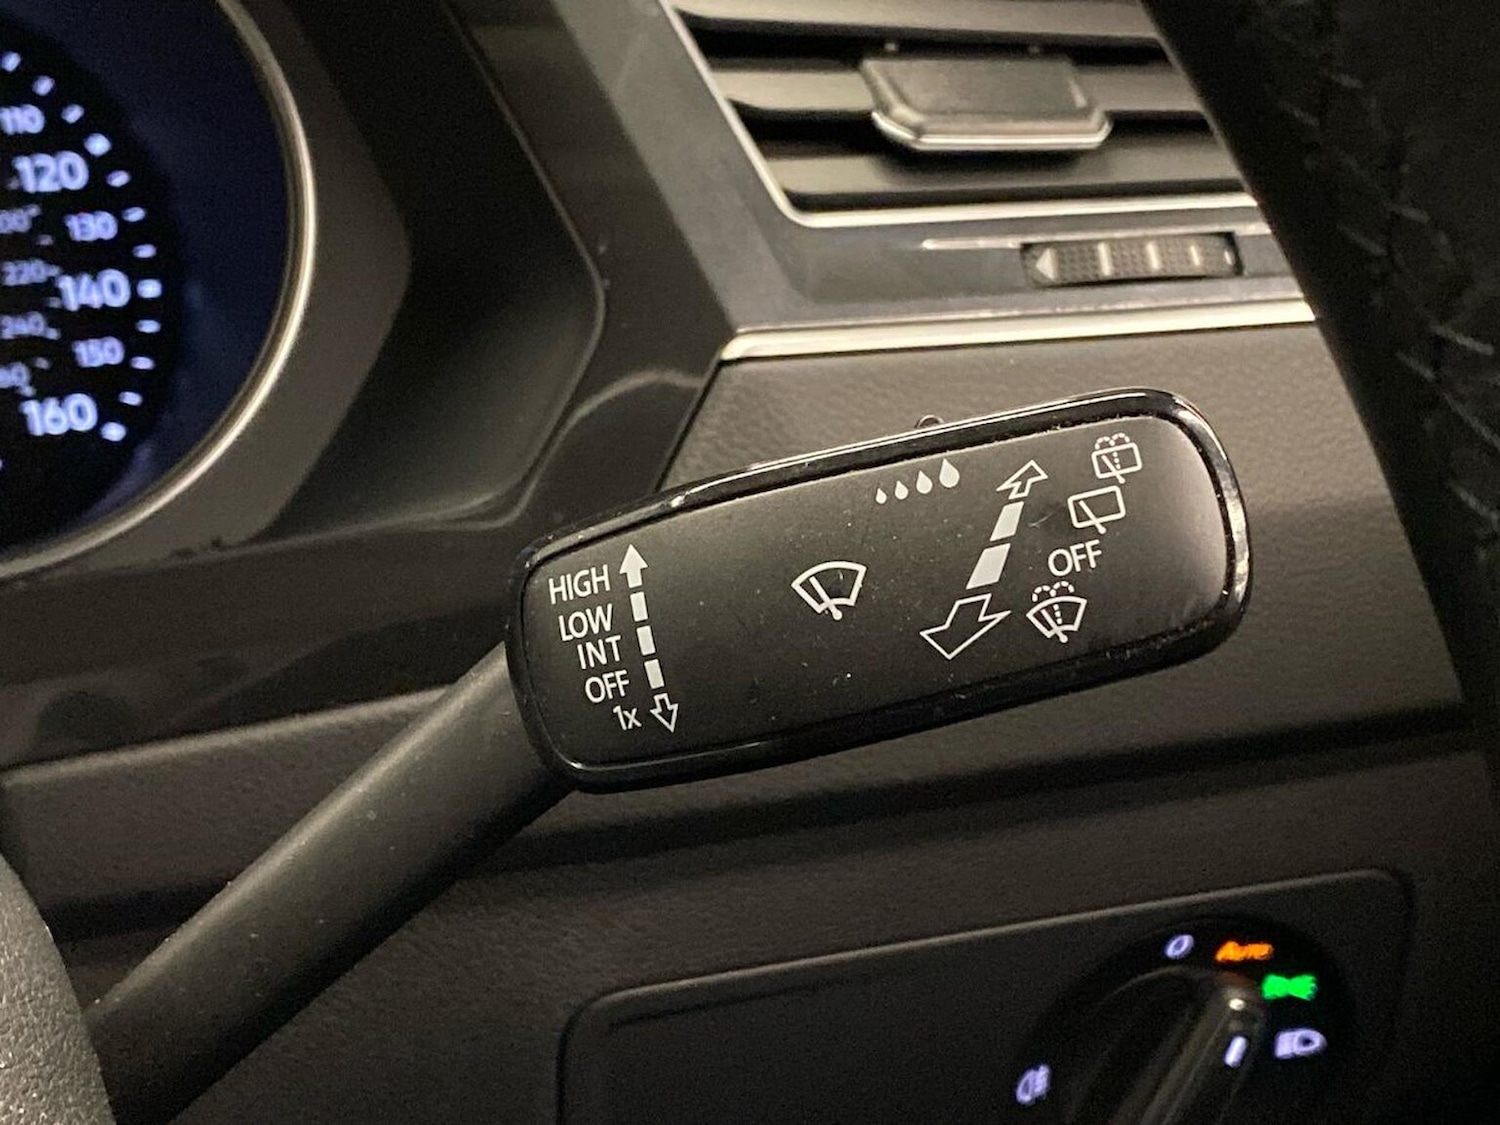 110
120
130
220
140
240
150
160
HIGH
LOW
INT
OFF
1x
OFF
AUTO